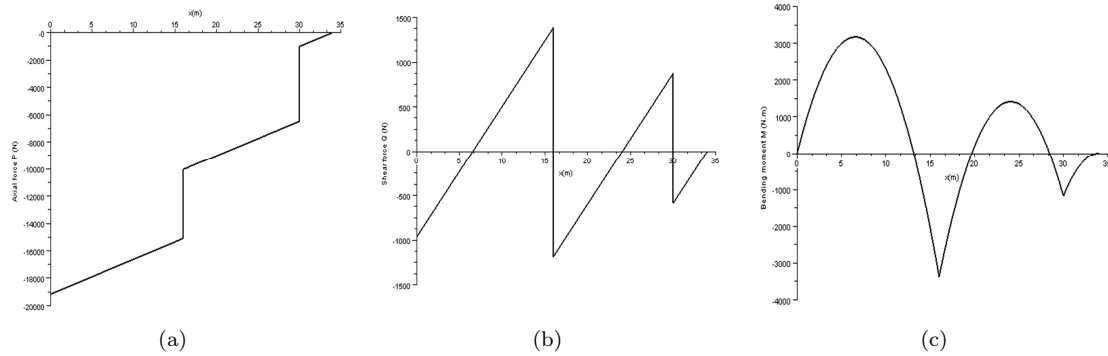 x(m)
0 5 10 15 20 25 30 35
-0
-2000
-4000
-6000
-8000
-10000
-12000
-14000
-16000
-18000
-20000
Axial force P (N)
(a)
1500
1000
500
0
-500
-1000
-1500
0 5 10 15 20 25 30 35
x(m)
Shear force Q (N)
(b)
4000
3000
2000
1000
0
-1000
-2000
-3000
-4000
0 5 10 15 20 25 30 35
x(m)
Bending moment M (N.m)
(c)